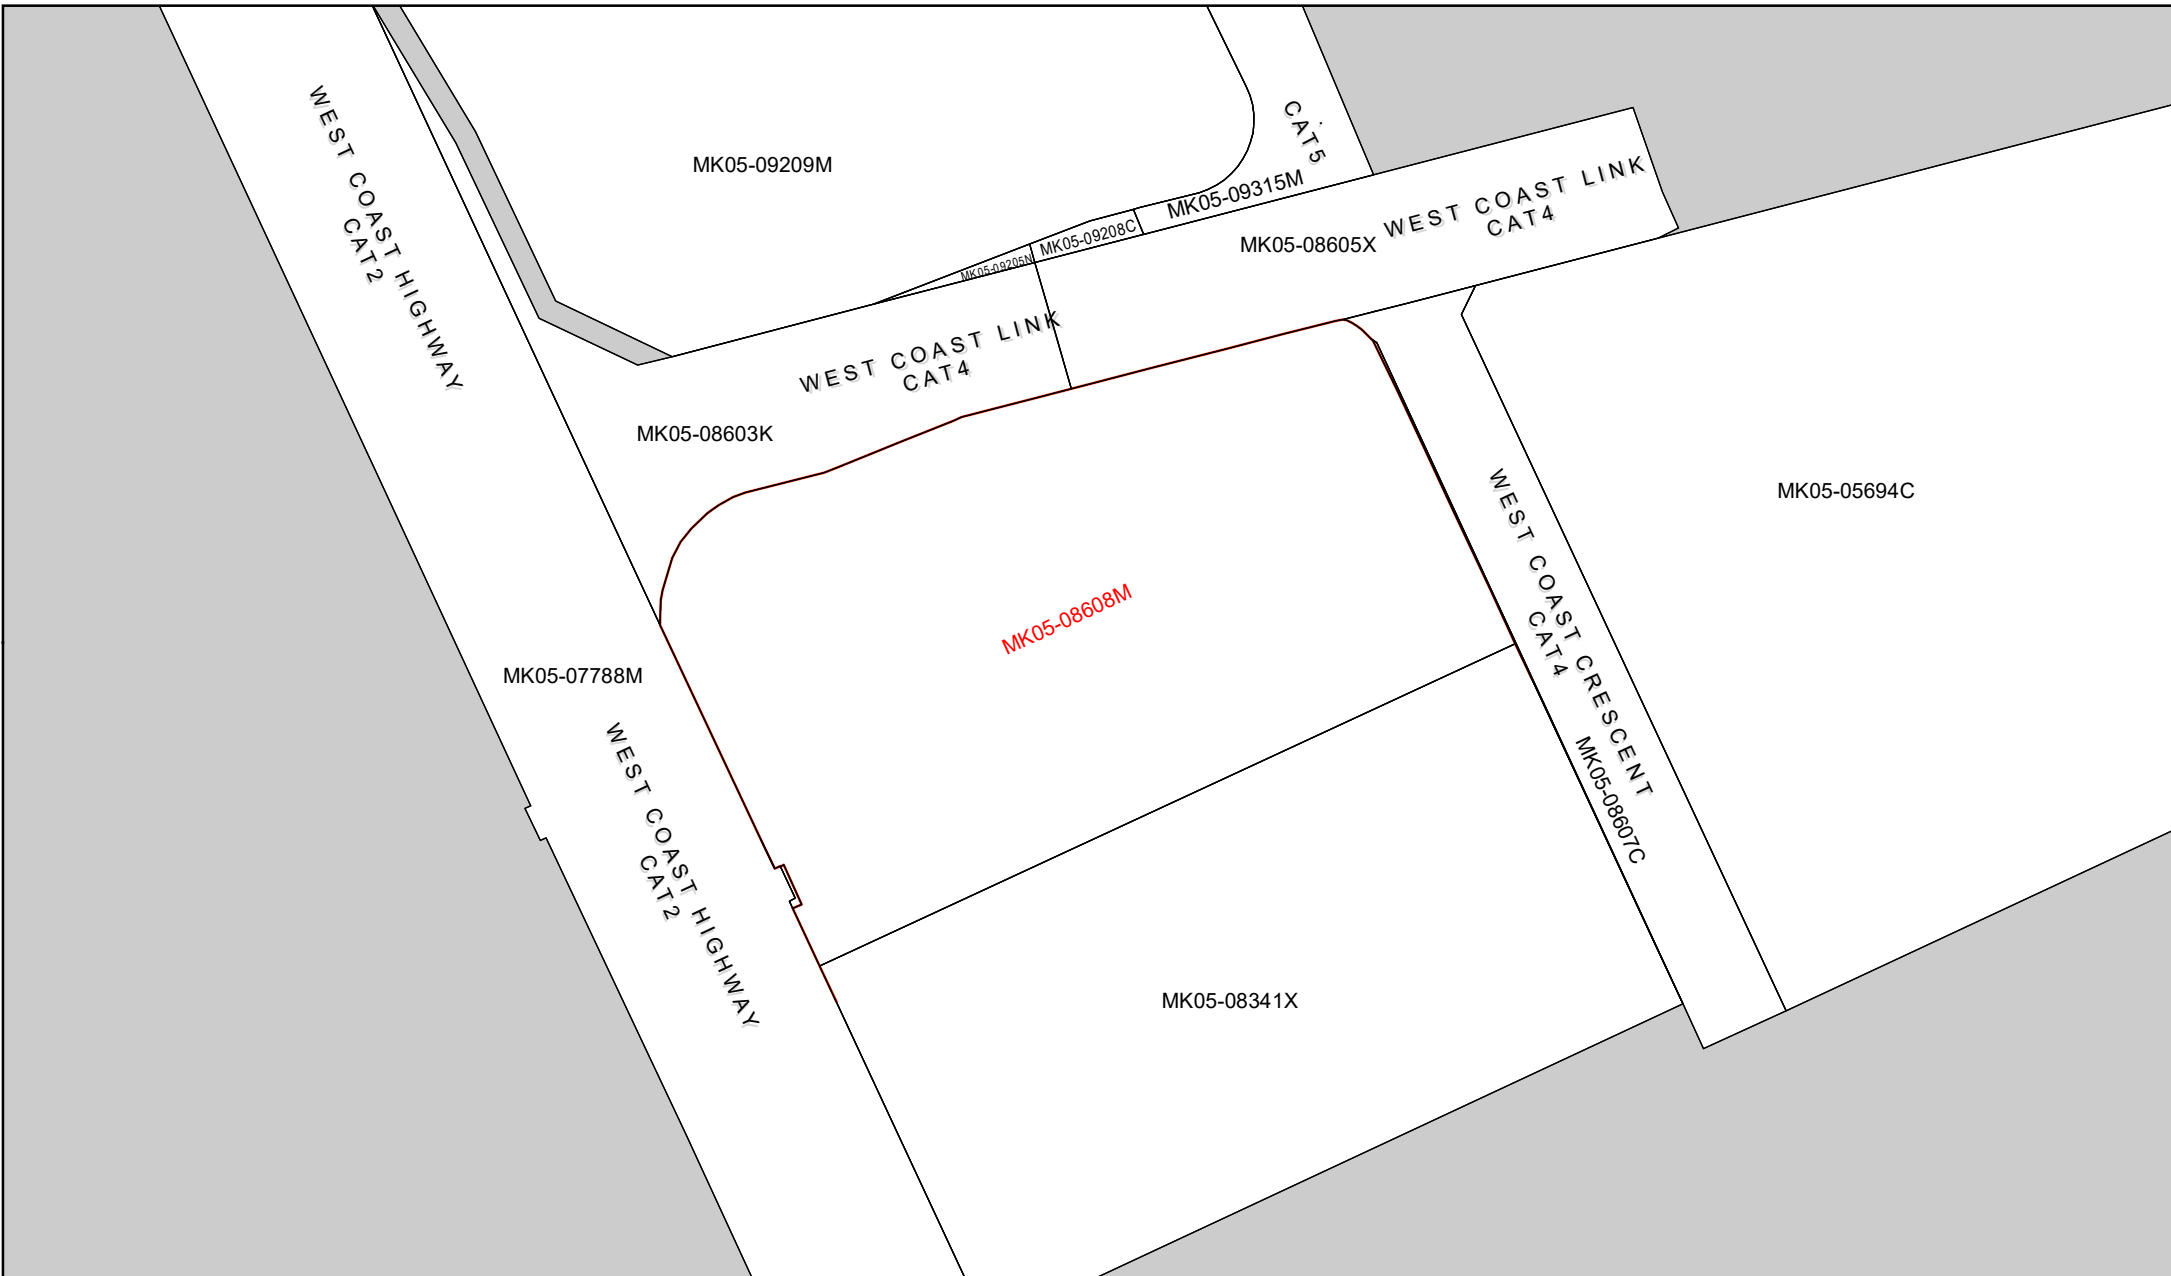 WEST COAST HIGHWAY
CAT2
MK05-09209M
CAT5
MK05-09315M
MK05-09208C
MK05-09205N
MK05-08605X
WEST COAST LINK
CAT4
WEST COAST LINK
CAT4
MK05-08603K
MK05-05694C
MK05-08608M
WEST COAST CRESCENT
CAT4
MK05-07788M
WEST COAST HIGHWAY
CAT2
MK05-08607C
MK05-08341X